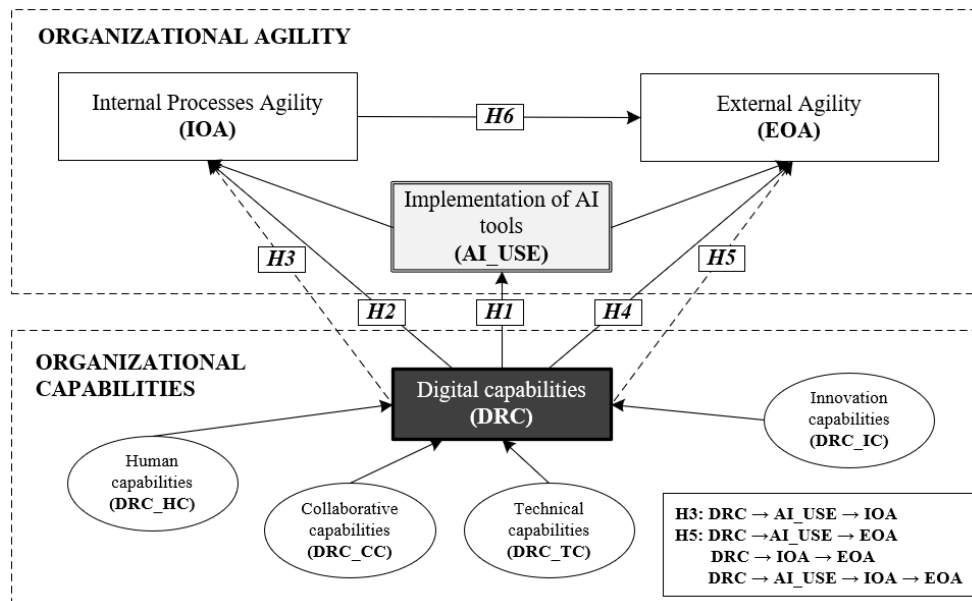 ORGANIZATIONAL AGILITY
Internal Processes Agility
(IOA)
H6
External Agility
(EOA)
Implementation of AI
tools
(AI_USE)
H3
H5
H2
H1
H4
ORGANIZATIONAL
CAPABILITIES
Digital capabilities
(DRC)
Innovation
capabilities
(DRC_IC)
Human
capabilities
(DRC_HC)
Collaborative
capabilities
(DRC_CC)
Technical
capabilities
(DRC_TC)
H3: DRC → AI_USE → IOA
H5: DRC →AI_USE → EOA
DRC → IOA → EOA
DRC → AI_USE → IOA → EOA